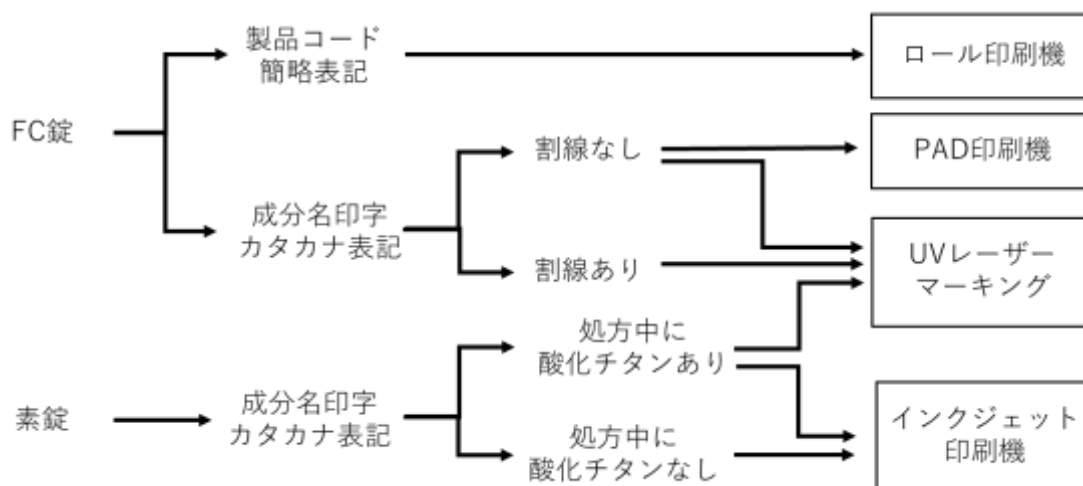 製品コード
簡略表記
ロール印刷機
FC錠
割線なし
PAD印刷機
成分名印字
カタカナ表記
割線あり
UVレーザー
マーキング
処方中に
酸化チタンあり
素錠
成分名印字
カタカナ表記
処方中に
酸化チタンなし
インクジェット
印刷機